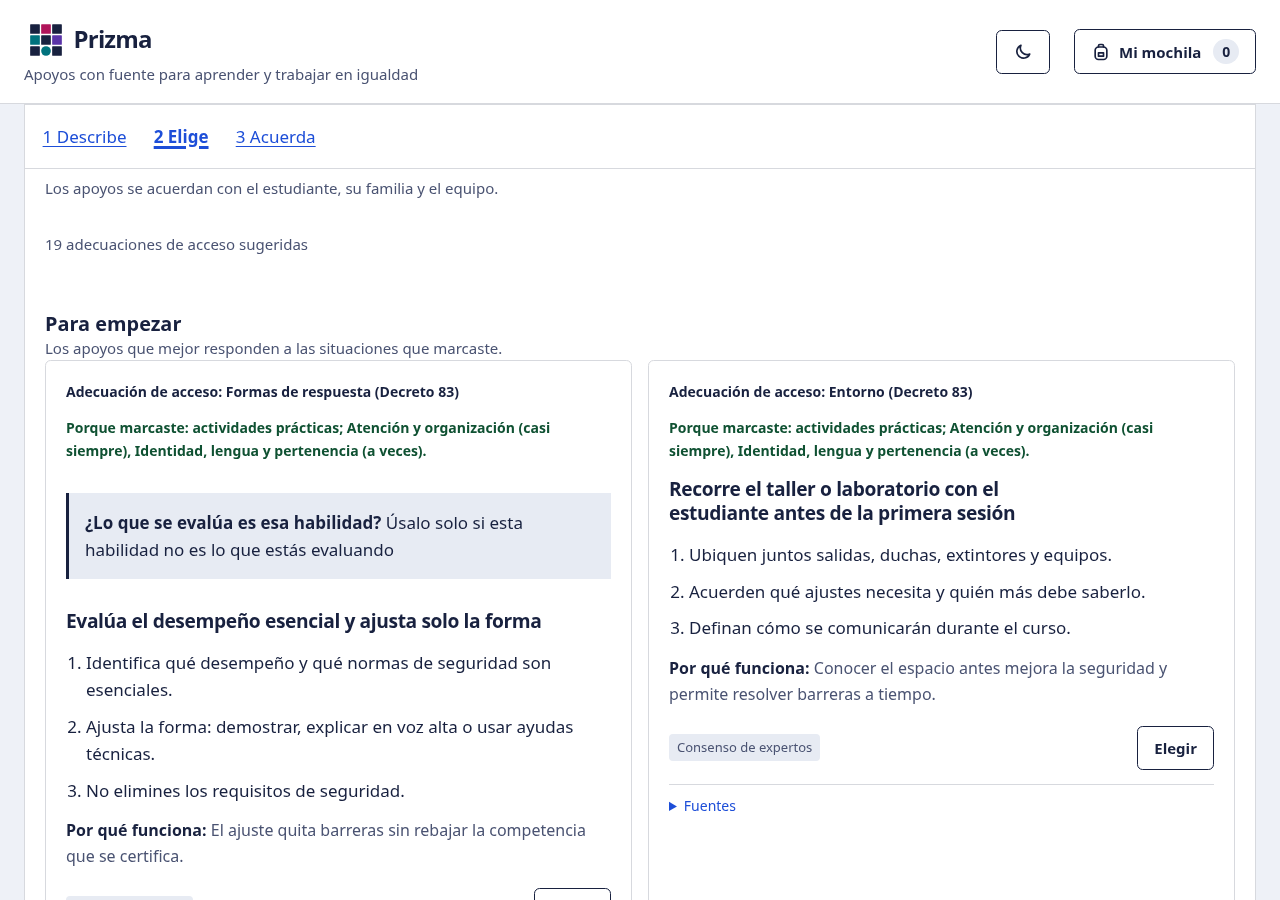 Prizma
Apoyos con fuente para aprender y trabajar en igualdad
Mi mochila 0
1 Describe 2 Elige 3 Acuerda
Los apoyos se acuerdan con el estudiante, su familia y el equipo.
19 adecuaciones de acceso sugeridas
Para empezar
Los apoyos que mejor responden a las situaciones que marcaste.
Adecuación de acceso: Formas de respuesta (Decreto 83)
Porque marcaste: actividades prácticas; Atención y organización (casi
siempre), Identidad, lengua y pertenencia (a veces).
¿Lo que se evalúa es esa habilidad? Úsalo solo si esta
habilidad no es lo que estás evaluando
Evalúa el desempeño esencial y ajusta solo la forma
1. Identifica qué desempeño y qué normas de seguridad son
esenciales.
2. Ajusta la forma: demostrar, explicar en voz alta o usar ayudas
técnicas.
3. No elimines los requisitos de seguridad.
Por qué funciona: El ajuste quita barreras sin rebajar la competencia
que se certifica.
Adecuación de acceso: Entorno (Decreto 83)
Porque marcaste: actividades prácticas; Atención y organización (casi
siempre), Identidad, lengua y pertenencia (a veces).
Recorre el taller o laboratorio con el
estudiante antes de la primera sesión
1. Ubiquen juntos salidas, duchas, extintores y equipos.
2. Acuerden qué ajustes necesita y quién más debe saberlo.
3. Definan cómo se comunicarán durante el curso.
Por qué funciona: Conocer el espacio antes mejora la seguridad y
permite resolver barreras a tiempo.
Consenso de expertos
Elegir
Fuentes